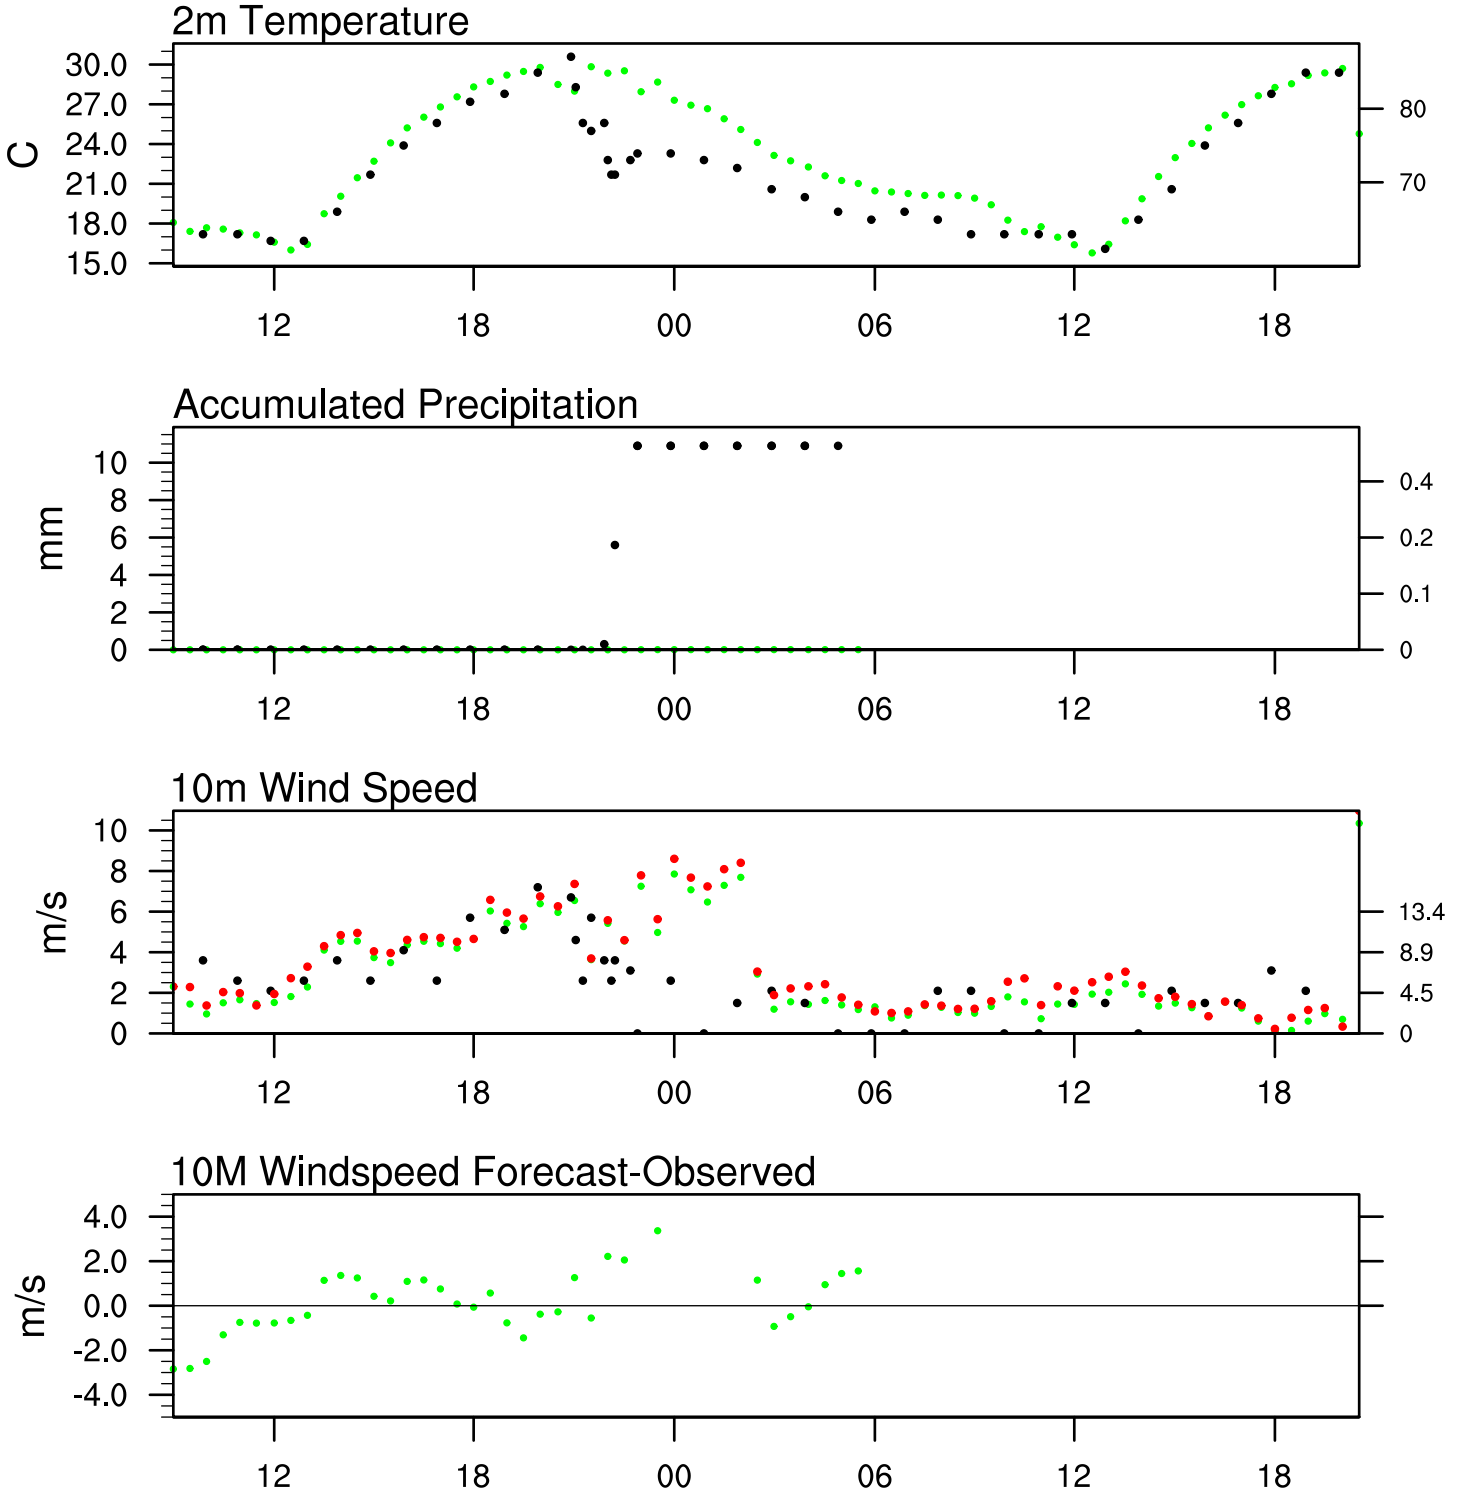 2m Temperature
C
30.0
27.0
24.0
21.0
18.0
15.0
80
70
12 18 00 06 12 18
Accumulated Precipitation
mm
10
8
6
4
2
0
0.4
0.2
0.1
0
12 18 00 06 12 18
10m Wind Speed
m/s
10
8
6
4
2
0
13.4
8.9
4.5
0
12 18 00 06 12 18
10M Windspeed Forecast-Observed
m/s
4.0
2.0
0.0
-2.0
-4.0
12 18 00 06 12 18